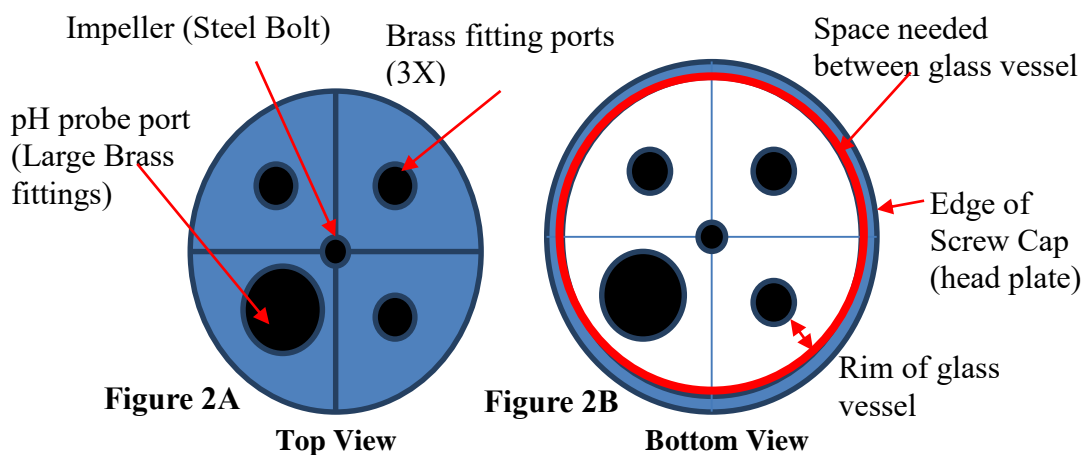 Impeller (Steel Bolt)
Brass fitting ports
(3X)
Space needed
between glass vessel
pH probe port
(Large Brass
fittings)
Edge of
Screw Cap
(head plate)
Rim of glass
vessel
Figure 2A
Figure 2B
Top View
Bottom View